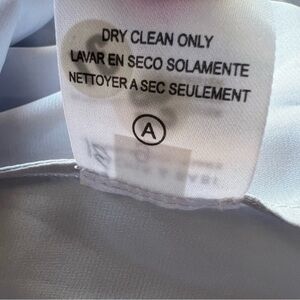 DRY CLEAN ONLY
LAVAR EN SECO SOLAMENTE
NETTOYER A SEC SEULEMENT
A